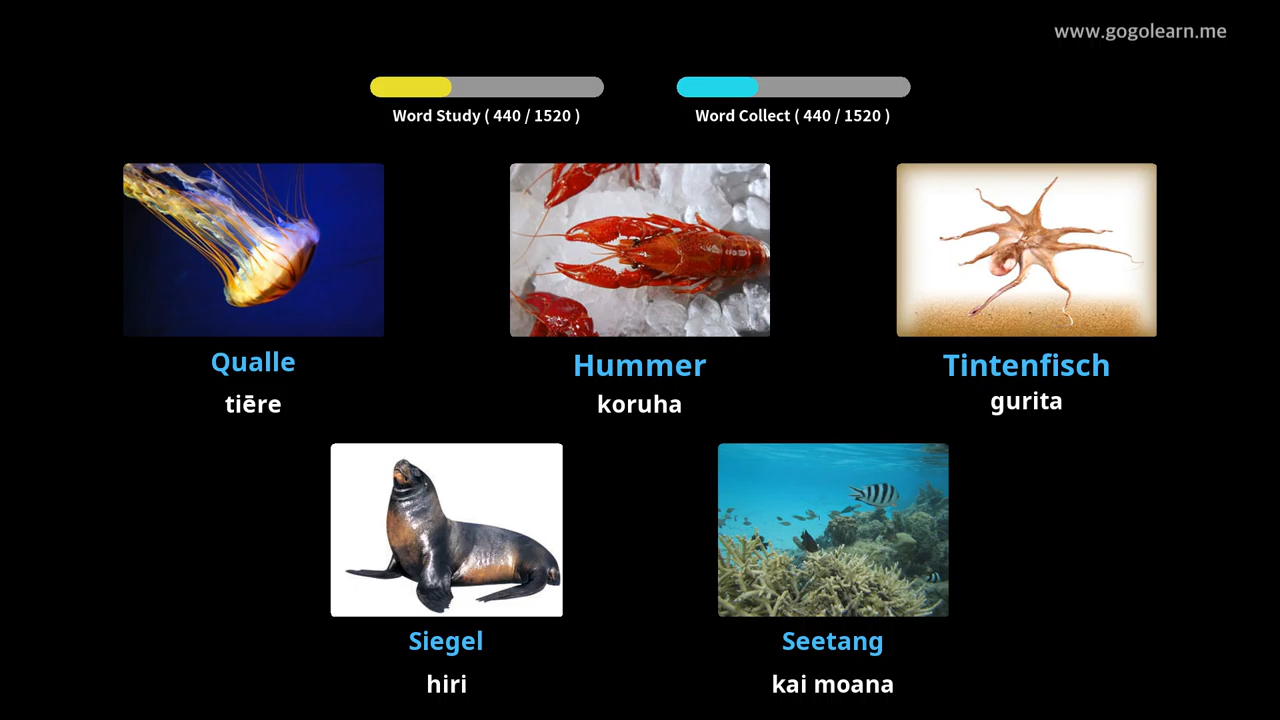 www.gogolearn.me
Word Study ( 440 / 1520 )
Word Collect ( 440 / 1520 )
Qualle
Hummer
Tintenfisch
tiēre
koruha
gurita
Siegel
Seetang
hiri
kai moana